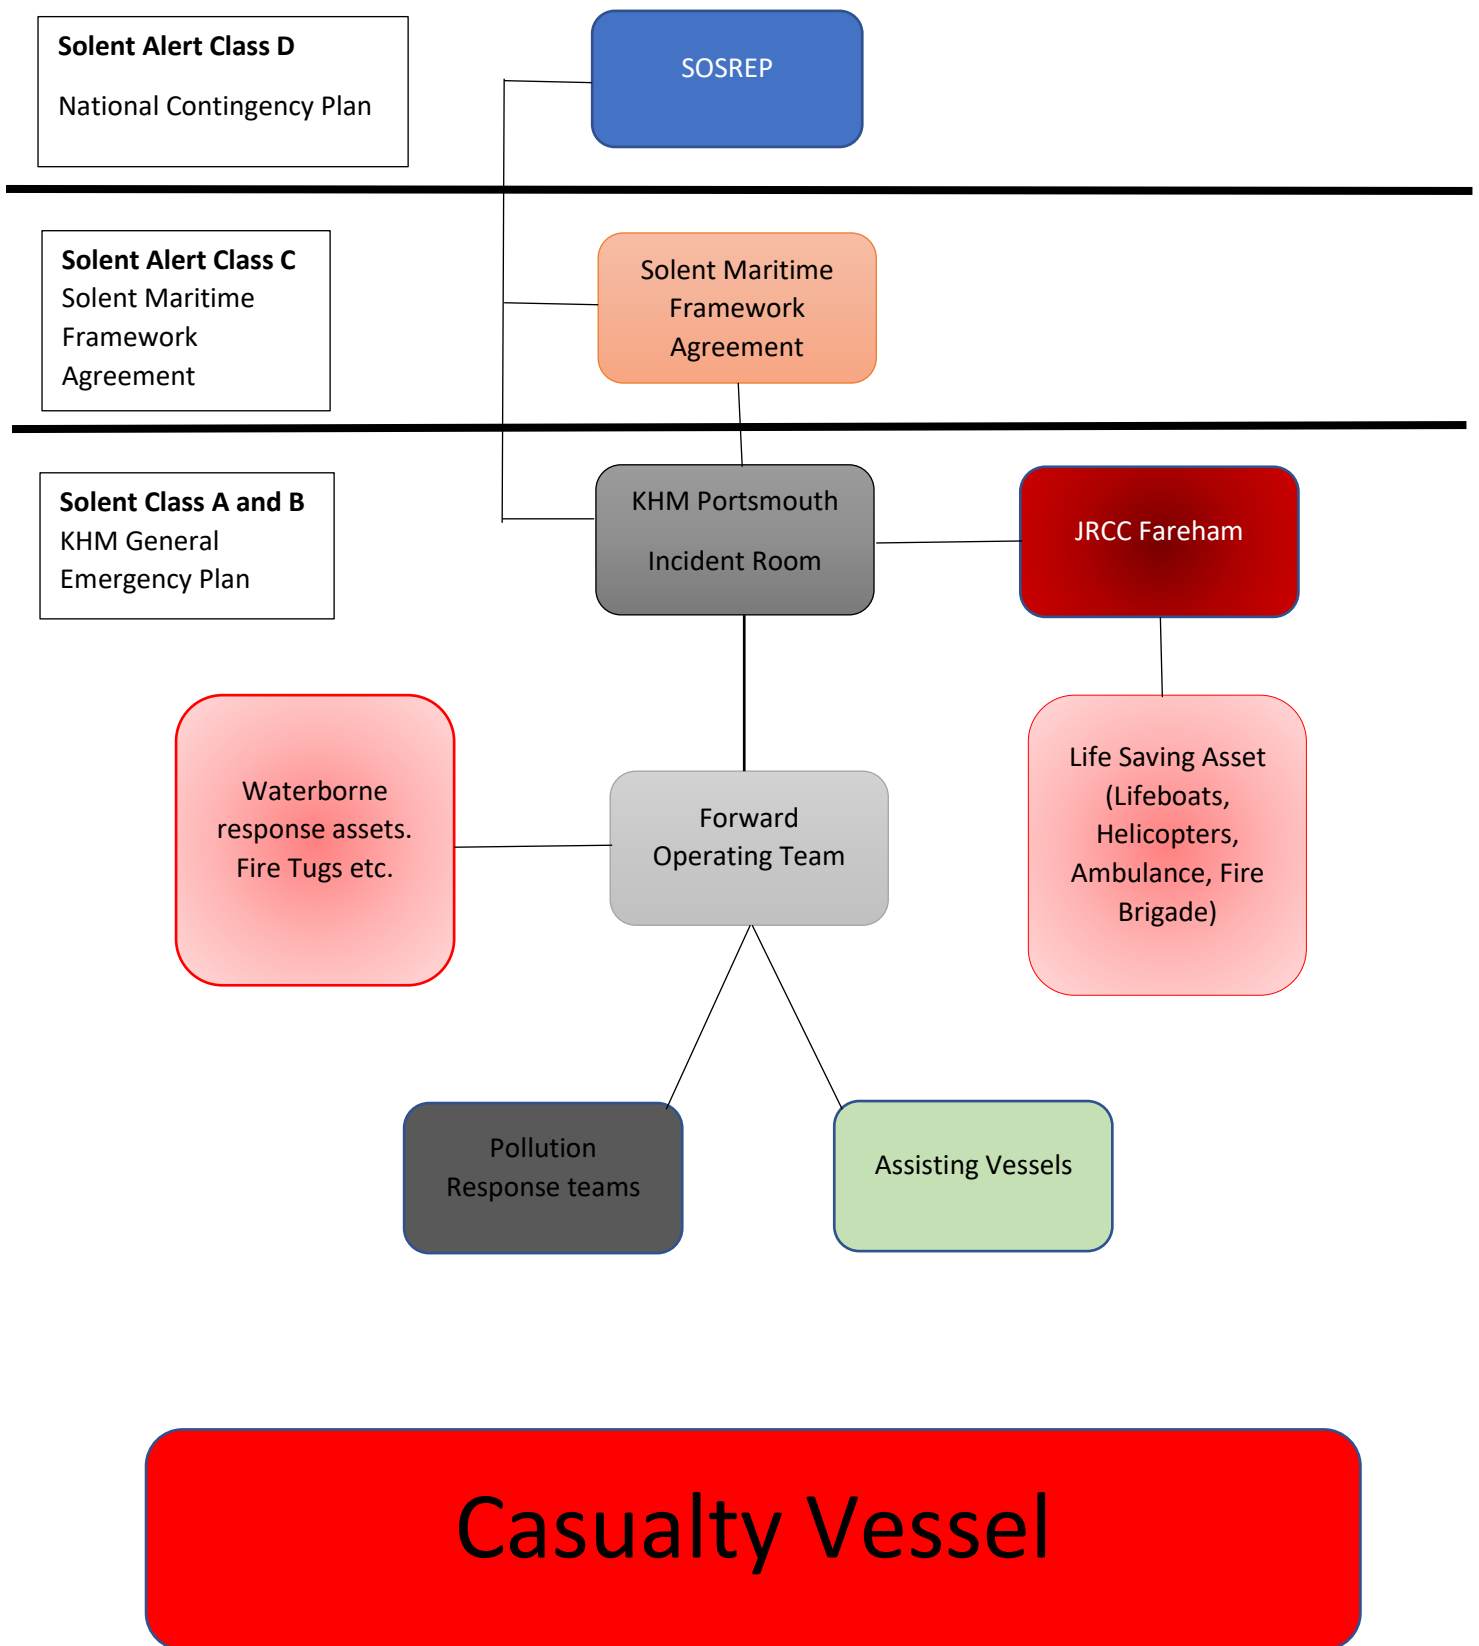 Solent Alert Class D
National Contingency Plan
SOSREP
Solent Alert Class C
Solent Maritime
Framework
Agreement
Solent Maritime
Framework
Agreement
Solent Class A and B
KHM General
Emergency Plan
KHM Portsmouth
Incident Room
JRCC Fareham
Waterborne
response assets.
Fire Tugs etc.
Forward
Operating Team
Life Saving Asset
(Lifeboats,
Helicopters,
Ambulance, Fire
Brigade)
Pollution
Response teams
Assisting Vessels
Casualty Vessel